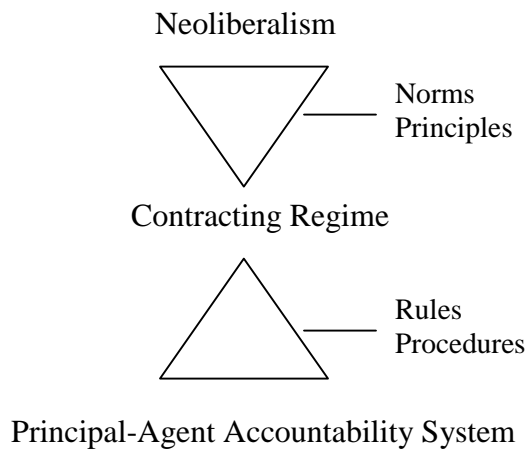 Neoliberalism
Norms
Principles
Contracting Regime
Rules
Procedures
Principal-Agent Accountability System